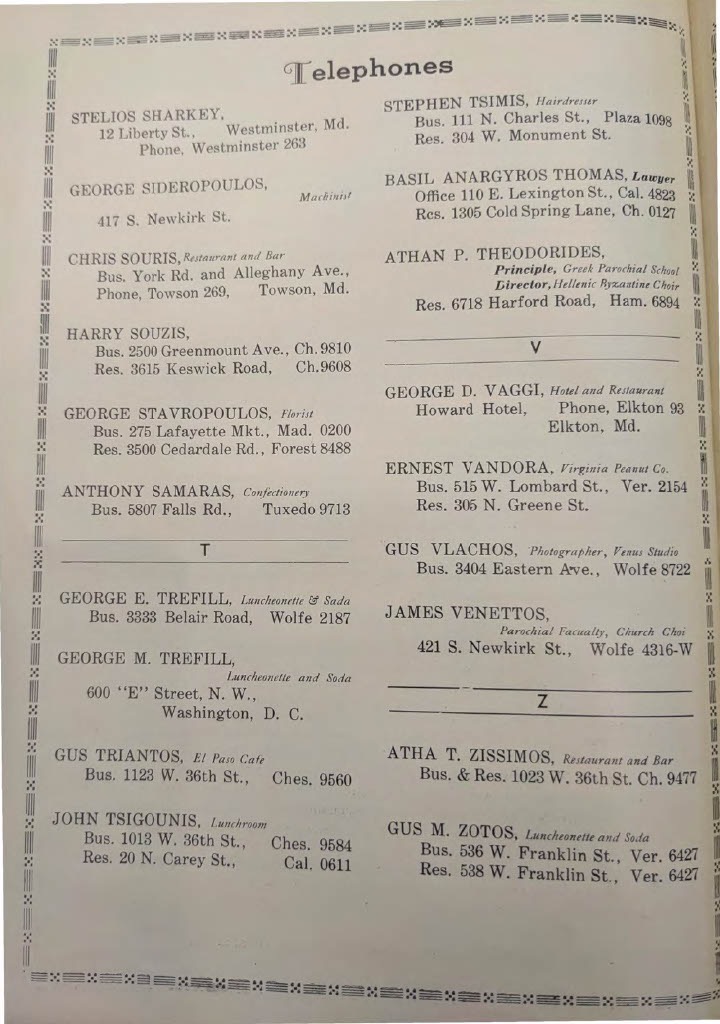 Telephones
STELIOS SHARKEY,
12 Liberty St., Westminster, Md.
Phone, Westminster 263
GEORGE SIDEROPOULOS,
Machinist
417 S. Newkirk St.
CHRIS SOURIS, Restaurant and Bar
Bus. York Rd. and Alleghany Ave.,
Phone, Towson 269, Towson, Md.
HARRY SOUZIS,
Bus. 2500 Greenmount Ave., Ch. 9810
Res. 3615 Keswick Road, Ch. 9608
GEORGE STAVROPOULOS, Florist
Bus. 275 Lafayette Mkt., Mad. 0200
Res. 3500 Cedardale Rd., Forest 8488
ANTHONY SAMARAS, Confectionery
Bus. 5807 Falls Rd., Tuxedo 9713
T
GEORGE E. TREFILL, Luncheonette & Sada
Bus. 3333 Belair Road, Wolfe 2187
GEORGE M. TREFILL,
Luncheonette and Soda
600 "E" Street, N. W.,
Washington, D. C.
GUS TRIANTOS, El Paso Cafe
Bus. 1123 W. 36th St., Ches. 9560
JOHN TSIGOUNIS, Lunchroom
Bus. 1013 W. 36th St., Ches. 9584
Res. 20 N. Carey St., Cal. 0611
STEPHEN TSIMIS, Hairdresser
Bus. 111 N. Charles St., Plaza 1098
Res. 304 W. Monument St.
BASIL ANARGYROS THOMAS, Lawyer
Office 110 E. Lexington St., Cal. 4823
Res. 1305 Cold Spring Lane, Ch. 0127
ATHAN P. THEODORIDES,
Principle, Greek Parochial School
Director, Hellenic Byzantine Choir
Res. 6718 Harford Road, Ham. 6894
V
GEORGE D. VAGGI, Hotel and Restaurant
Howard Hotel, Phone, Elkton 93
Elkton, Md.
ERNEST VANDORA, Virginia Peanut Co.
Bus. 515 W. Lombard St., Ver. 2154
Res. 305 N. Greene St.
GUS VLACHOS, Photographer, Venus Studio
Bus. 3404 Eastern Ave., Wolfe 8722
JAMES VENETTOS,
Parochial Facualty, Church Choi
421 S. Newkirk St., Wolfe 4316-W
Z
ATHA T. ZISSIMOS, Restaurant and Bar
Bus. & Res. 1023 W. 36th St. Ch. 9477
GUS M. ZOTOS, Luncheonette and Soda
Bus. 536 W. Franklin St., Ver. 6427
Res. 538 W. Franklin St., Ver. 6427